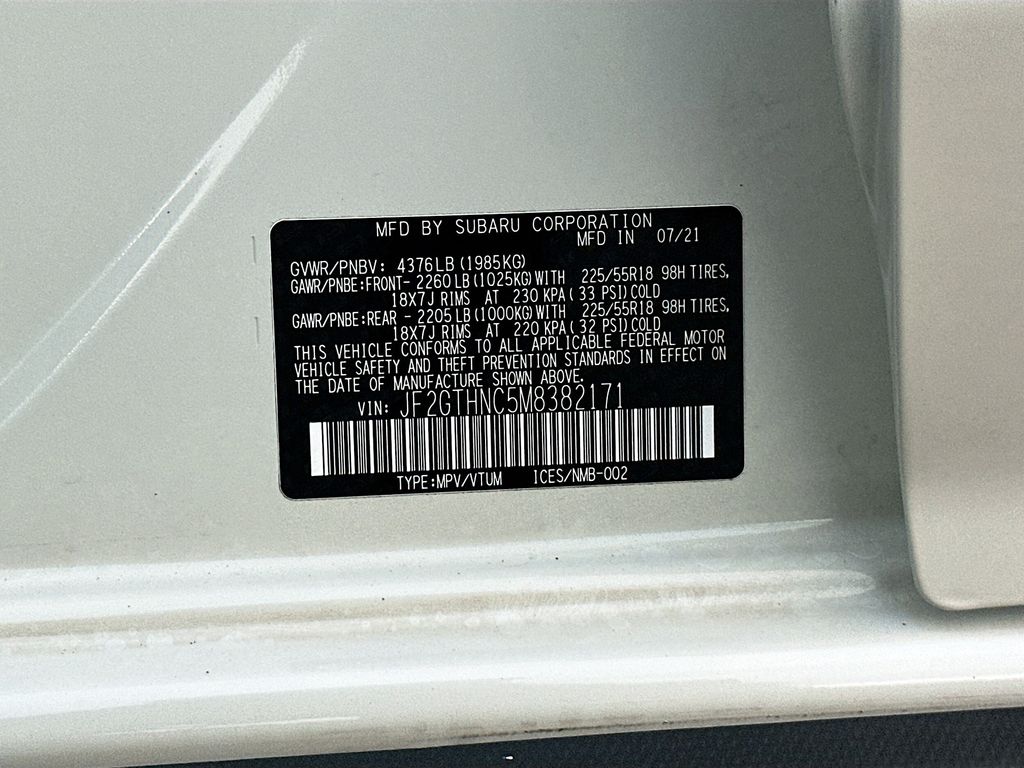 MFD BY SUBARU CORPORATION
MFD IN 07/21
GVWR/PNBV: 4376LB(1985KG)
GAWR/PNBE:FRONT- 2260LB(1025KG)WITH 225/55R18 98H TIRES,
18X7J RIMS AT 230 KPA( 33 PSI)COLD
GAWR/PNBE:REAR - 2205LB(1000KG)WITH 225/55R18 98H TIRES,
18X7J RIMS AT 220 KPA( 32 PSI)COLD
THIS VEHICLE CONFORMS TO ALL APPLICABLE FEDERAL MOTOR
VEHICLE SAFETY AND THEFT PREVENTION STANDARDS IN EFFECT ON
THE DATE OF MANUFACTURE SHOWN ABOVE.
VIN: JF2GTHNC5M8382171
TYPE:MPV/VTUM ICES/NMB-002